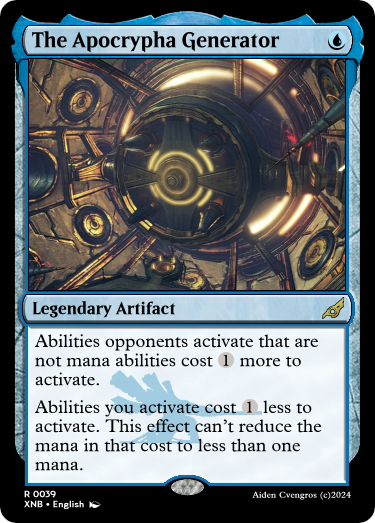 The Apocrypha Generator
Legendary Artifact
Abilities opponents activate that are
not mana abilities cost 1 more to
activate.
Abilities you activate cost 1 less to
activate. This effect can't reduce the
mana in that cost to less than one
mana.
R 0039
XNB • English
Aiden Cvengros (c)2024